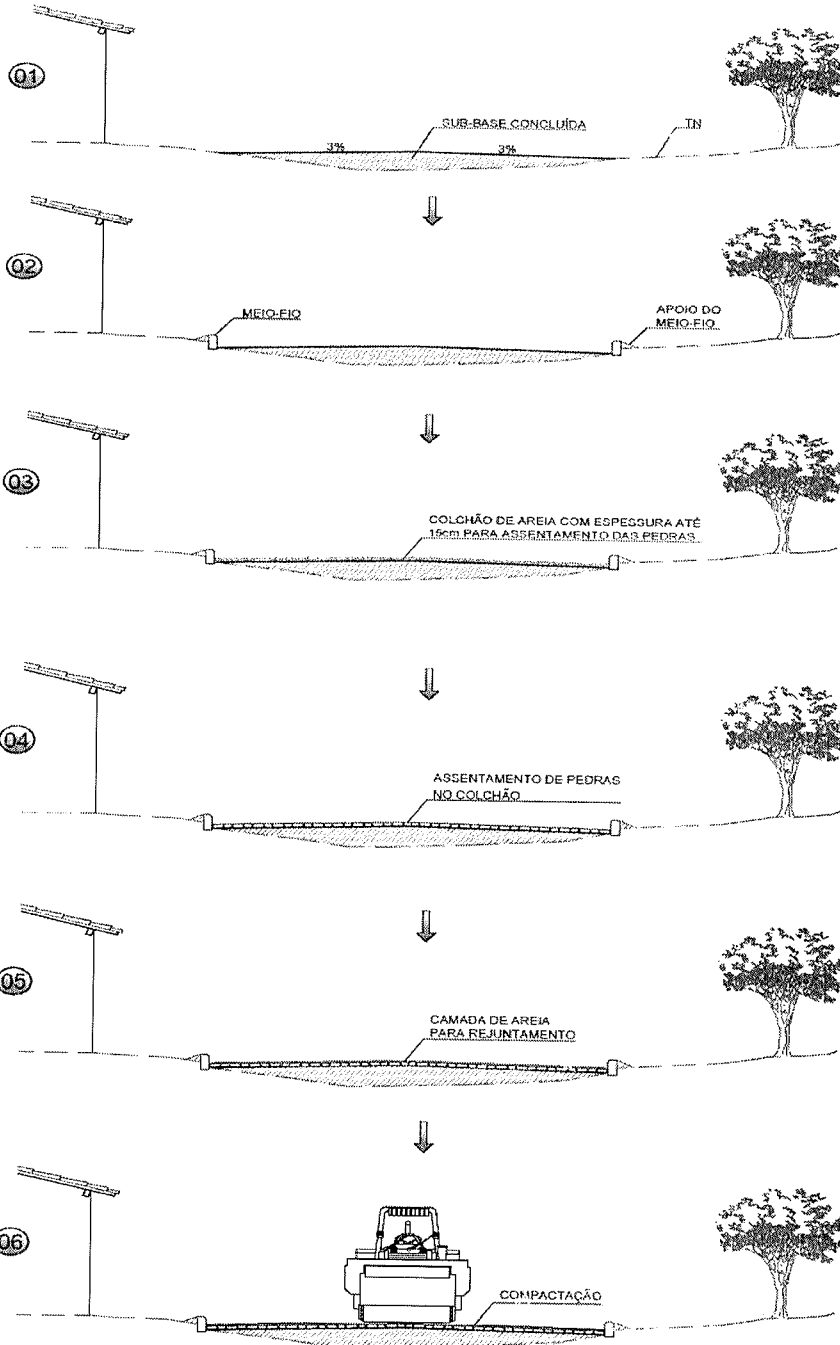 01
SUB-BASE CONCLUÍDA
TN
3%
3%
02
MEIO-FIO
APOIO DO
MEIO-FIO
03
COLCHÃO DE AREIA COM ESPESSURA ATÉ
15cm PARA ASSENTAMENTO DAS PEDRAS
04
ASSENTAMENTO DE PEDRAS
NO COLCHÃO
05
CAMADA DE AREIA
PARA REJUNTAMENTO
06
COMPACTAÇÃO